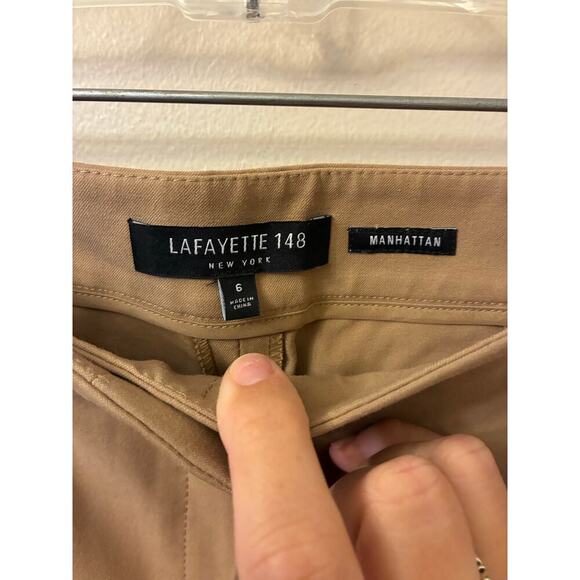 LAFAYETTE 148
NEW YORK
MANHATTAN
6
MADE IN
CHINA